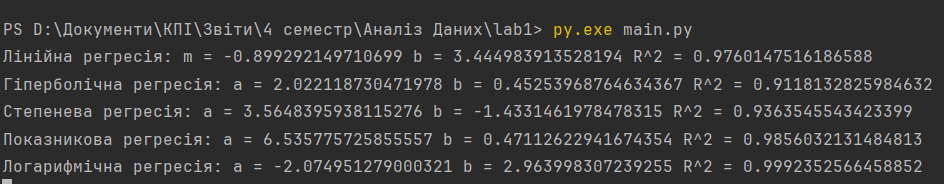 PS D:\Документи\КПІ\Звіти\4 семестр\Аналіз Даних\lab1> py.exe main.py
Лінійна регресія: m = -0.899292149710699 b = 3.444983913528194 R^2 = 0.9760147516186588
Гіперболічна регресія: a = 2.022118730471978 b = 0.45253968764634367 R^2 = 0.9118132825984632
Степенева регресія: a = 3.5648395938115276 b = -1.4331461978478315 R^2 = 0.9363545543423399
Показникова регресія: a = 6.535775725855557 b = 0.47112622941674354 R^2 = 0.9856032131484813
Логарифмічна регресія: a = -2.074951279000321 b = 2.963998307239255 R^2 = 0.9992352566458852